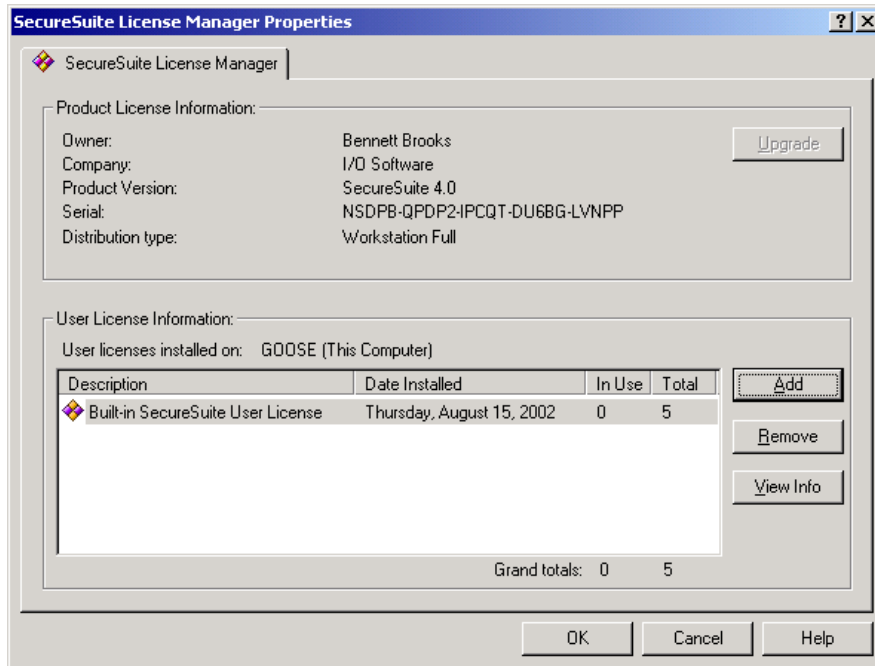 SecureSuite License Manager Properties
SecureSuite License Manager
Product License Information:
Owner: Bennett Brooks
Upgrade
Company: I/O Software
Product Version: SecureSuite 4.0
Serial: NSDPB-QPDP2-IPCQT-DU6BG-LVNPP
Distribution type: Workstation Full
User License Information:
User licenses installed on: GOOSE (This Computer)
Description Date Installed In Use Total
Add
Built-in SecureSuite User License Thursday, August 15, 2002 0 5
Remove
View Info
Grand totals: 0 5
OK Cancel Help